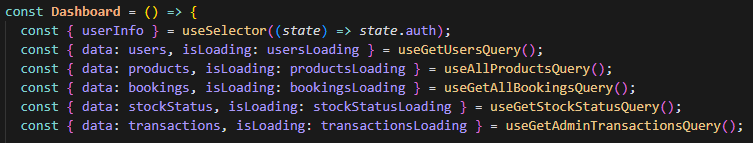 const Dashboard = () => {
const { userInfo } = useSelector((state) => state.auth);
const { data: users, isLoading: usersLoading } = useGetUsersQuery();
const { data: products, isLoading: productsLoading } = useAllProductsQuery();
const { data: bookings, isLoading: bookingsLoading } = useGetAllBookingsQuery();
const { data: stockStatus, isLoading: stockStatusLoading } = useGetStockStatusQuery();
const { data: transactions, isLoading: transactionsLoading } = useGetAdminTransactionsQuery();